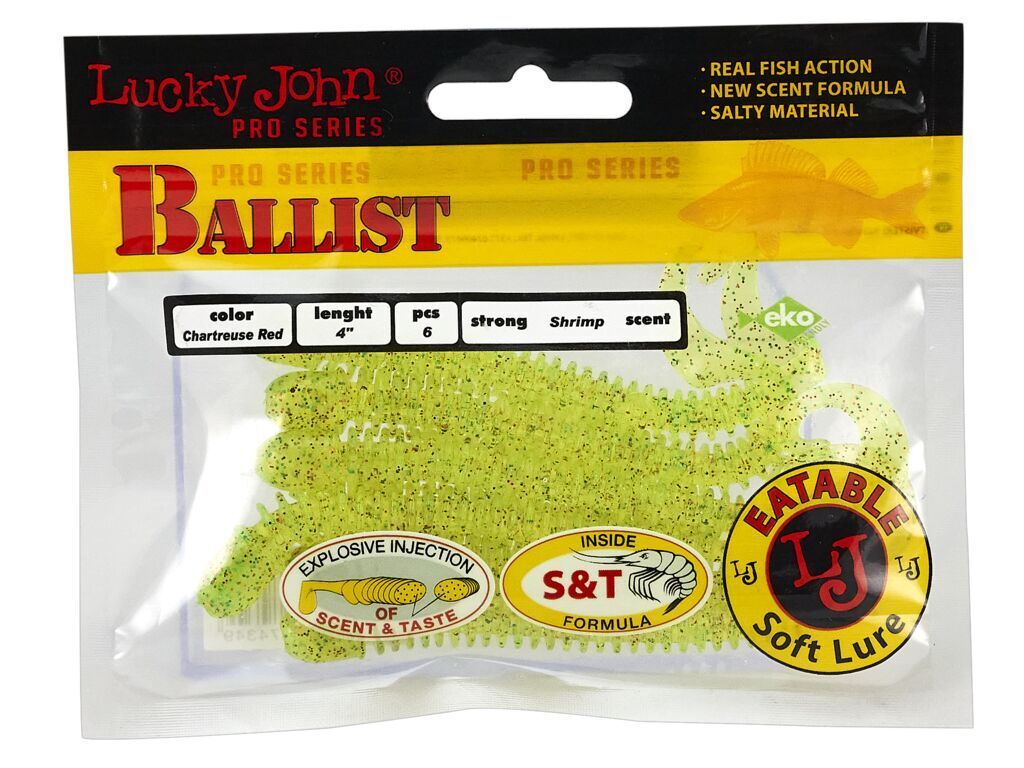 Lucky John®
PRO SERIES
· REAL FISH ACTION
· NEW SCENT FORMULA
· SALTY MATERIAL
PRO SERIES
PRO SERIES
BALLIST
color
Chartreuse Red
lenght
4"
pcs
6
strong Shrimp scent
eko
EXPLOSIVE INJECTION
OF
SCENT & TASTE
INSIDE
S&T
FORMULA
EATABLE
LJ
LJ
LJ
Soft Lure